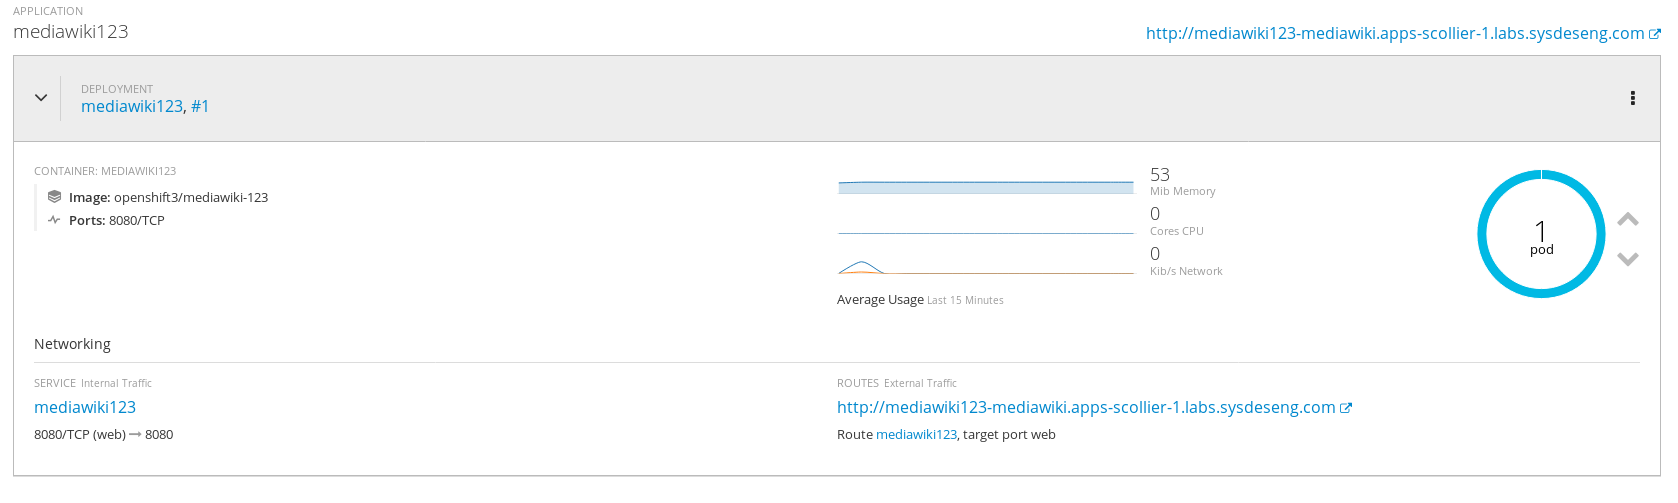 APPLICATION
mediawiki123
http://mediawiki123-mediawiki.apps-scollier-1.labs.sysdeseng.com
DEPLOYMENT
mediawiki123, #1
CONTAINER: MEDIAWIKI123
Image: openshift3/mediawiki-123
Ports: 8080/TCP
53
Mib Memory
0
Cores CPU
0
Kib/s Network
Average Usage Last 15 Minutes
1
pod
Networking
SERVICE Internal Traffic
mediawiki123
8080/TCP (web) → 8080
ROUTES External Traffic
http://mediawiki123-mediawiki.apps-scollier-1.labs.sysdeseng.com
Route mediawiki123, target port web